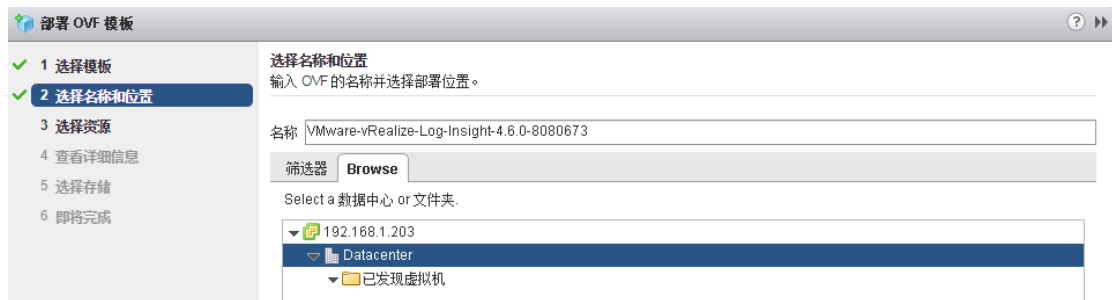 部署 OVF 模板
1 选择模板
2 选择名称和位置
3 选择资源
4 查看详细信息
5 选择存储
6 即将完成
选择名称和位置
输入 OVF 的名称并选择部署位置。
名称 VMware-vRealize-Log-Insight-4.6.0-8080673
筛选器 Browse
Select a 数据中心 or 文件夹.
192.168.1.203
Datacenter
已发现虚拟机